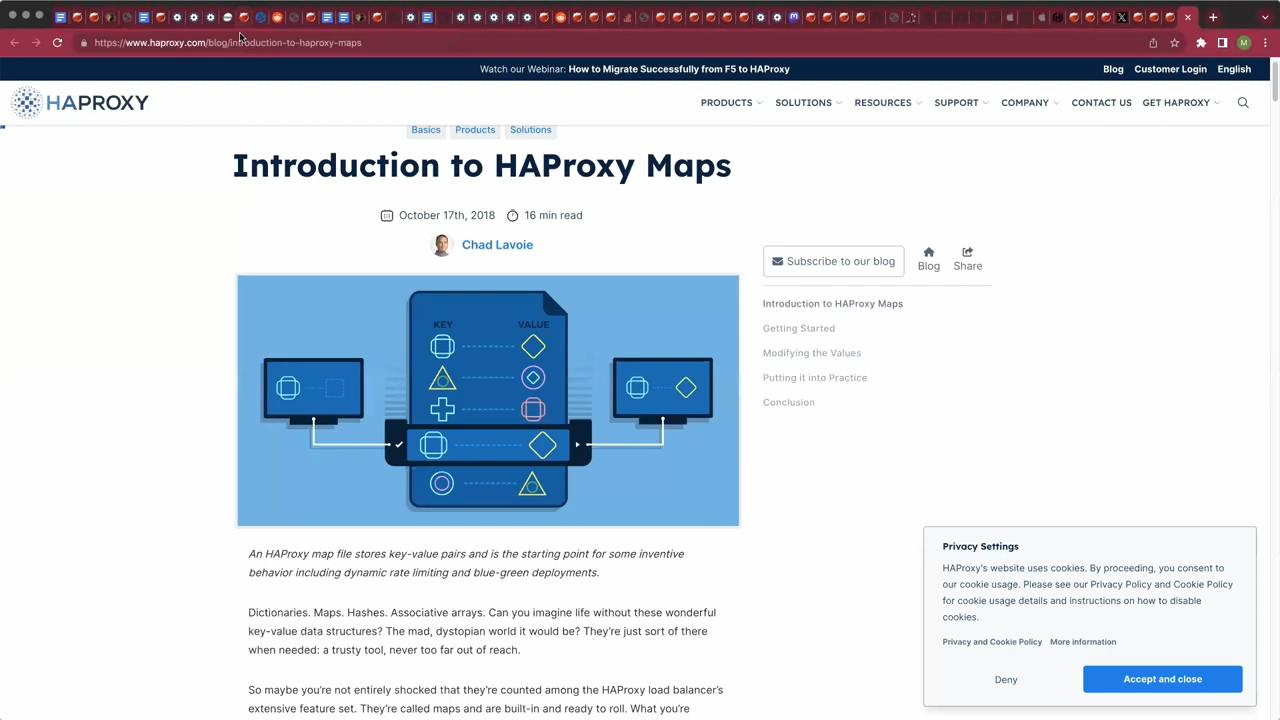 https://www.haproxy.com/blog/introduction-to-haproxy-maps
M
Watch our Webinar: How to Migrate Successfully from F5 to HAProxy
Blog Customer Login English
HAPROXY
PRODUCTS SOLUTIONS RESOURCES SUPPORT COMPANY CONTACT US GET HAPROXY
Basics Products Solutions
Introduction to HAProxy Maps
October 17th, 2018 16 min read
Chad Lavoie
Subscribe to our blog
Blog
Share
Introduction to HAProxy Maps
Getting Started
Modifying the Values
Putting it into Practice
Conclusion
KEY VALUE
An HAProxy map file stores key-value pairs and is the starting point for some inventive
behavior including dynamic rate limiting and blue-green deployments.
Dictionaries. Maps. Hashes. Associative arrays. Can you imagine life without these wonderful
key-value data structures? The mad, dystopian world it would be? They're just sort of there
when needed: a trusty tool, never too far out of reach.
So maybe you're not entirely shocked that they're counted among the HAProxy load balancer's
extensive feature set. They're called maps and are built-in and ready to roll. What you're
Privacy Settings
HAProxy's website uses cookies. By proceeding, you consent to
our cookie usage. Please see our Privacy Policy and Cookie Policy
for cookie usage details and instructions on how to disable
cookies.
Privacy and Cookie Policy More information
Deny
Accept and close